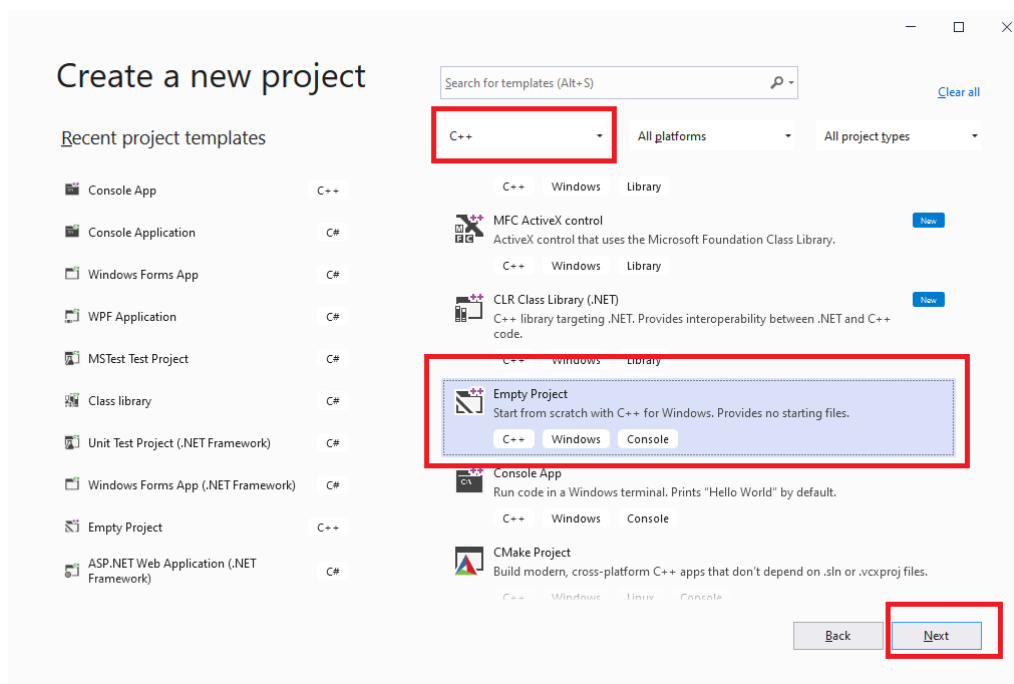 Create a new project
Search for templates (Alt+S)
Clear all
Recent project templates
C++
All platforms
All project types
Console App C++
Console Application C#
Windows Forms App C#
WPF Application C#
MSTest Test Project C#
Class library C#
Unit Test Project (.NET Framework) C#
Windows Forms App (.NET Framework) C#
Empty Project C++
ASP.NET Web Application (.NET
Framework) C#
C++ Windows Library
MFC ActiveX control New
ActiveX control that uses the Microsoft Foundation Class Library.
C++ Windows Library
CLR Class Library (.NET) New
C++ library targeting .NET. Provides interoperability between .NET and C++
code.
C++ Windows Library
Empty Project
Start from scratch with C++ for Windows. Provides no starting files.
C++ Windows Console
Console App
Run code in a Windows terminal. Prints "Hello World" by default.
C++ Windows Console
CMake Project
Build modern, cross-platform C++ apps that don't depend on .sln or .vcxproj files.
C++ Windows Linux Console
Back
Next